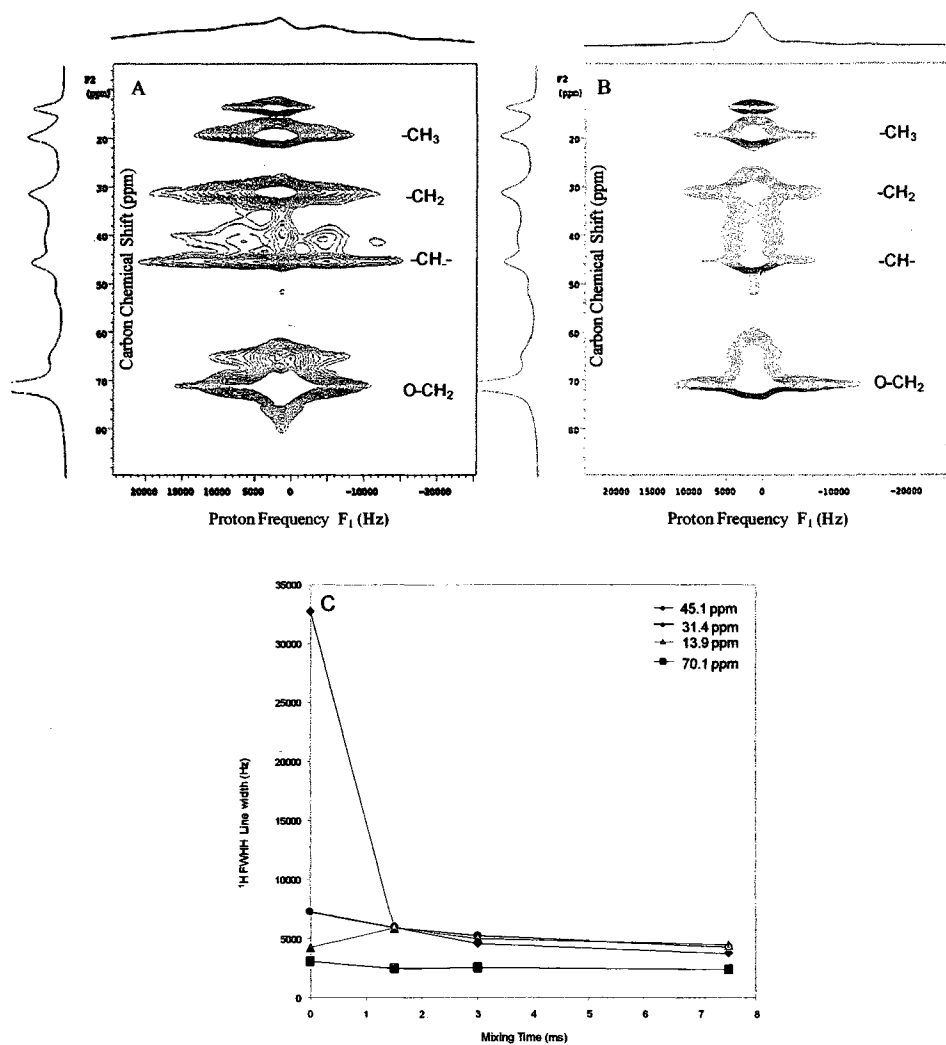 A
F2
(ppm)
20
30
50
60
70
Carbon Chemical Shift (ppm)
-CH3
-CH2
O-CH2
20000 15000 10000 5000 0 -10000 -20000
Proton Frequency F1 (Hz)
B
F2
(ppm)
20
30
40
50
60
70
Carbon Chemical Shift (ppm)
-CH3
-CH2
-CH-
O-CH2
20000 15000 10000 5000 0 -10000 -20000
Proton Frequency F1 (Hz)
C
45.1 ppm
31.4 ppm
13.9 ppm
70.1 ppm
35000
30000
25000
20000
15000
10000
5000
0
1H FWHH Line width (Hz)
0 1 2 3 4 5 6 7 8
Mixing Time (ms)